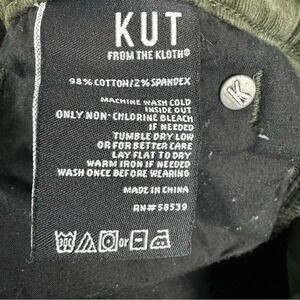 KUT
FROM THE KLOTH®
98% COTTON/2% SPANDEX
MACHINE WASH COLD
INSIDE OUT
ONLY NON-CHLORINE BLEACH
IF NEEDED
TUMBLE DRY LOW
OR FOR BETTER CARE
LAY FLAT TO DRY
WARM IRON IF NEEDED
WASH ONCE BEFORE WEARING
MADE IN CHINA
RN# 58539
or
K